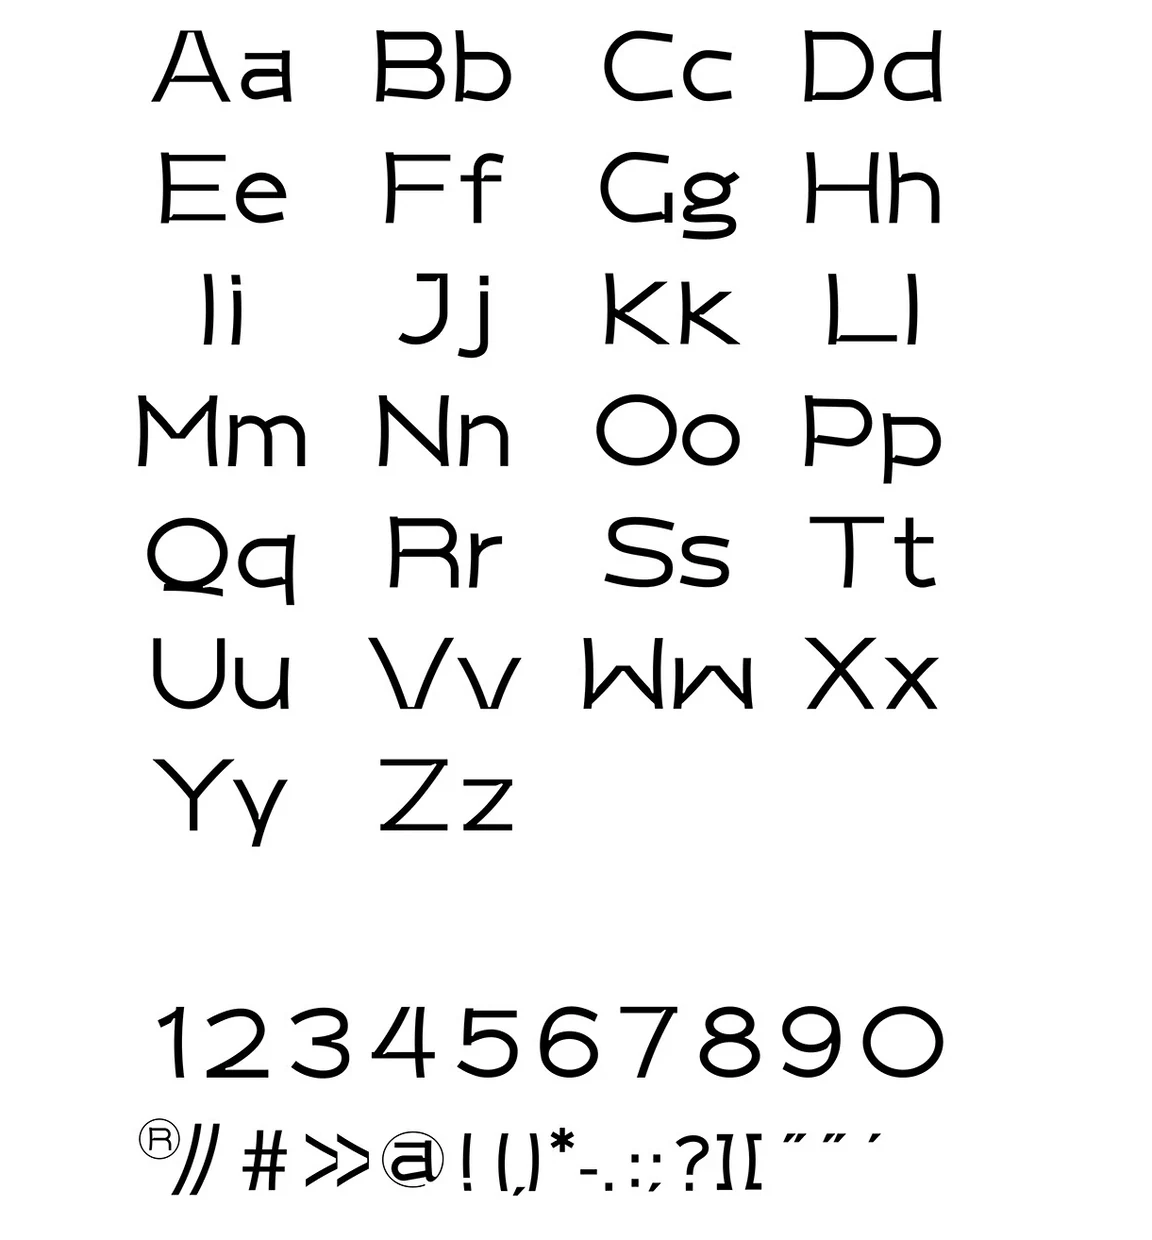 Aa Bb Cc Dd
Ee Ff Gg Hh
Ii Jj Kk Ll
Mm Nn Oo Pp
Qq Rr Ss Tt
Uu Vv Ww Xx
Yy Zz
1234567890
®// # >> @ ! (,) * - . : ; ? ] [ ˝ ˝ ´